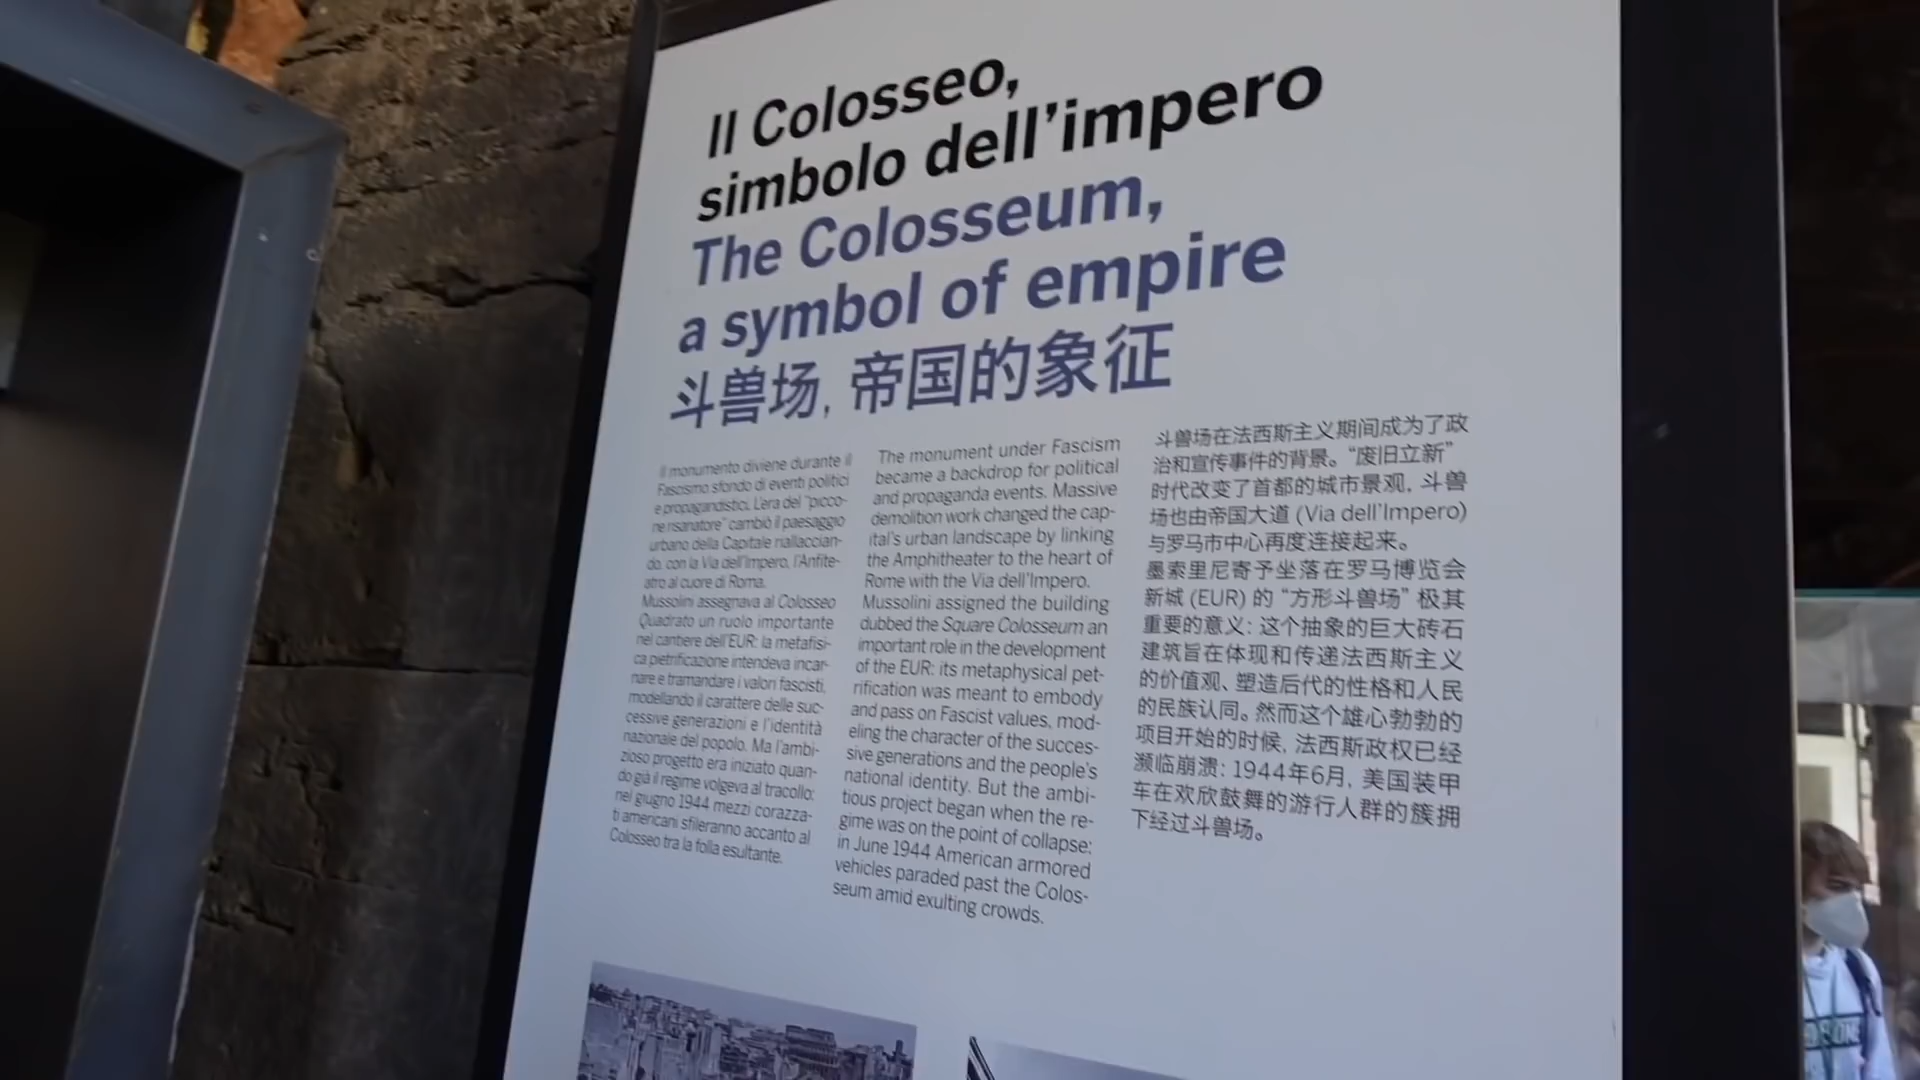 Il Colosseo,
simbolo dell'impero
The Colosseum,
a symbol of empire
斗兽场, 帝国的象征
Il monumento diviene durante il
Fascismo sfondo di eventi politici
e propagandistici. L'era del "picco-
ne risanatore" cambiò il paesaggio
urbano della Capitale riallaccian-
do, con la Via dell'Impero, l'Anfite-
atro al cuore di Roma.
Mussolini assegnava al Colosseo
Quadrato un ruolo importante
nel cantiere dell'EUR: la metafisi-
ca pietrificazione intendeva incar-
nare e tramandare i valori fascisti,
modellando il carattere delle suc-
cessive generazioni e l'identità
nazionale del popolo. Ma l'ambi-
zioso progetto era iniziato quan-
do già il regime volgeva al tracollo:
nel giugno 1944 mezzi corazza-
ti americani sfileranno accanto al
Colosseo tra la folla esultante.
The monument under Fascism
became a backdrop for political
and propaganda events. Massive
demolition work changed the cap-
ital's urban landscape by linking
the Amphitheater to the heart of
Rome with the Via dell'Impero.
Mussolini assigned the building
dubbed the Square Colosseum an
important role in the development
of the EUR: its metaphysical pet-
rification was meant to embody
and pass on Fascist values, mod-
eling the character of the succes-
sive generations and the people's
national identity. But the ambi-
tious project began when the re-
gime was on the point of collapse:
in June 1944 American armored
vehicles paraded past the Colos-
seum amid exulting crowds.
斗兽场在法西斯主义期间成为了政
治和宣传事件的背景。“废旧立新”
时代改变了首都的城市景观, 斗兽
场也由帝国大道 (Via dell'Impero)
与罗马市中心再度连接起来。
墨索里尼寄予坐落在罗马博览会
新城 (EUR) 的 “方形斗兽场” 极其
重要的意义: 这个抽象的巨大砖石
建筑旨在体现和传递法西斯主义
的价值观、塑造后代的性格和人民
的民族认同。然而这个雄心勃勃的
项目开始的时候, 法西斯政权已经
濒临崩溃: 1944年6月, 美国装甲
车在欢欣鼓舞的游行人群的簇拥
下经过斗兽场。